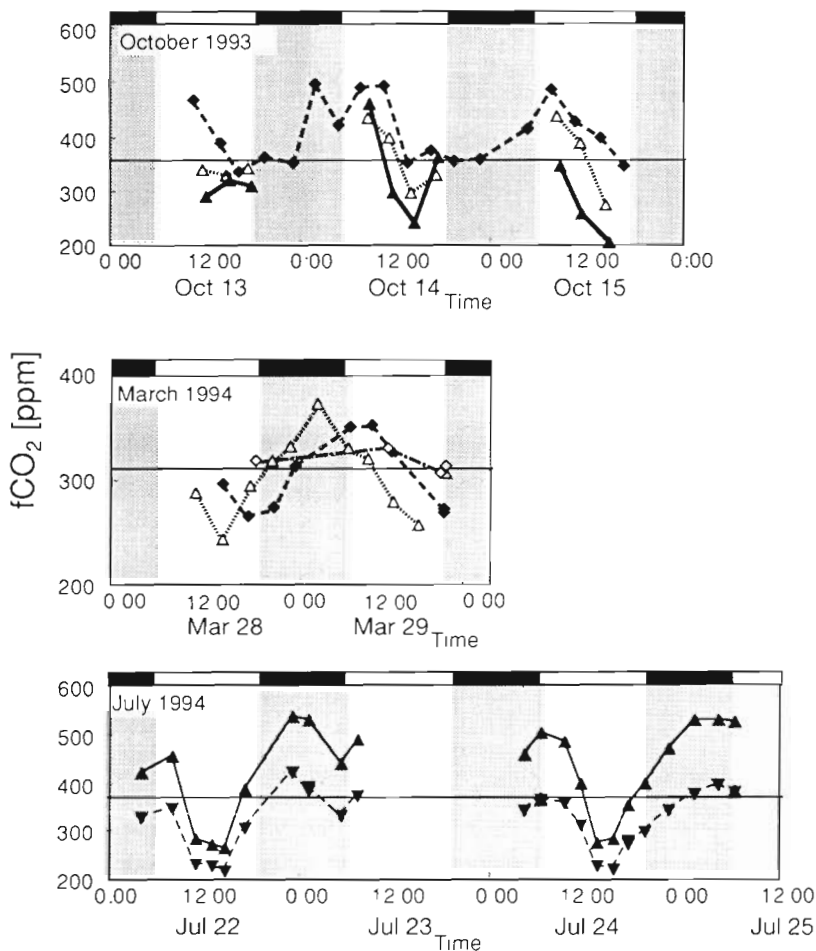 600
October 1993
500
400
300
200
0 00 12 00 0:00 12 00 0 00 12 00 0:00
Oct 13 Oct 14 Oct 15
Time
fCO₂ [ppm]
400
March 1994
300
200
0 00 12 00 0 00 12 00 0 00
Mar 28 Mar 29
Time
600
July 1994
500
400
300
200
0.00 12 00 0 00 12 00 0 00 12 00 0 00 12 00
Jul 22 Jul 23 Jul 24 Jul 25
Time